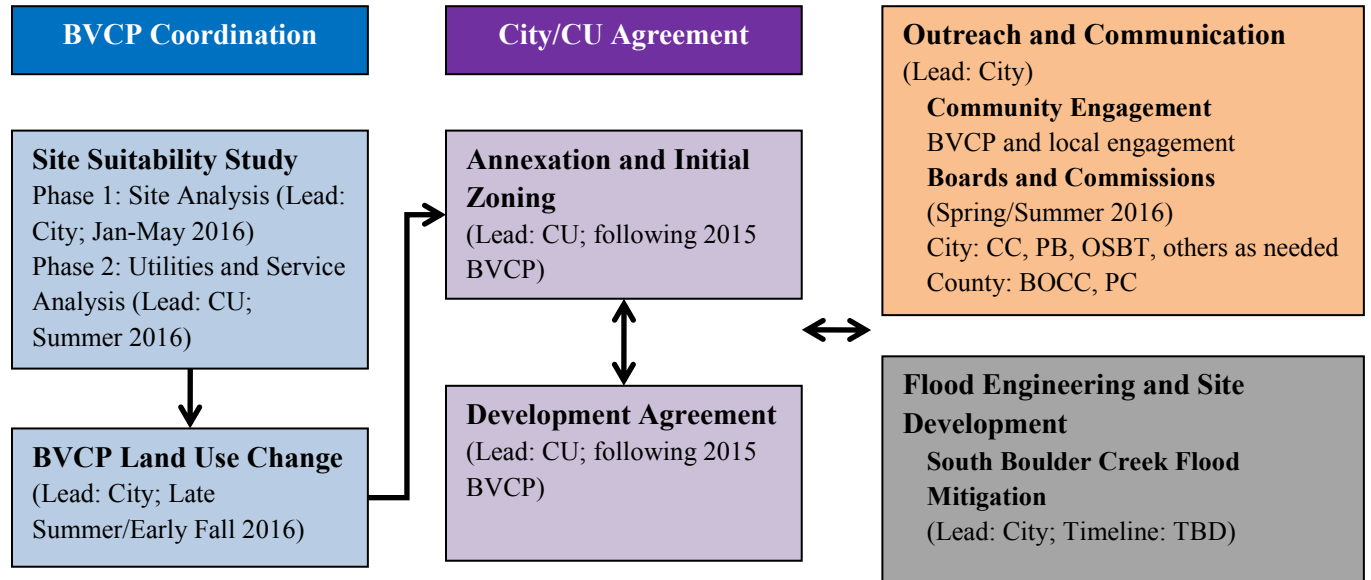 BVCP Coordination
Site Suitability Study
Phase 1: Site Analysis (Lead:
City; Jan-May 2016)
Phase 2: Utilities and Service
Analysis (Lead: CU;
Summer 2016)
BVCP Land Use Change
(Lead: City; Late
Summer/Early Fall 2016)
City/CU Agreement
Annexation and Initial
Zoning
(Lead: CU; following 2015
BVCP)
Development Agreement
(Lead: CU; following 2015
BVCP)
Outreach and Communication
(Lead: City)
Community Engagement
BVCP and local engagement
Boards and Commissions
(Spring/Summer 2016)
City: CC, PB, OSBT, others as needed
County: BOCC, PC
Flood Engineering and Site
Development
South Boulder Creek Flood
Mitigation
(Lead: City; Timeline: TBD)